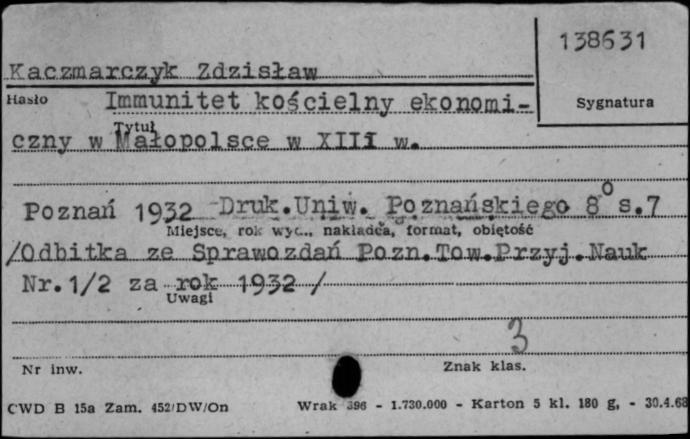 138631
Kaczmarczyk Zdzisław
Hasło
Immunitet kościelny ekonomi-
Sygnatura
Tytuł
czny w Małopolsce w XIII w.
Poznań 1932 Druk.Uniw. Poznańskiego 8° s.7
Miejsce, rok wyc., nakładca, format, objętość
/Odbitka ze Sprawozdań Pozn.Tow.Przyj.Nauk
Nr.1/2 za rok 1932 /
Uwagi
3
Nr inw.
Znak klas.
CWD B 15a Zam. 452/DW/On
Wrak 396 - 1.730.000 - Karton 5 kl. 180 g, - 30.4.68